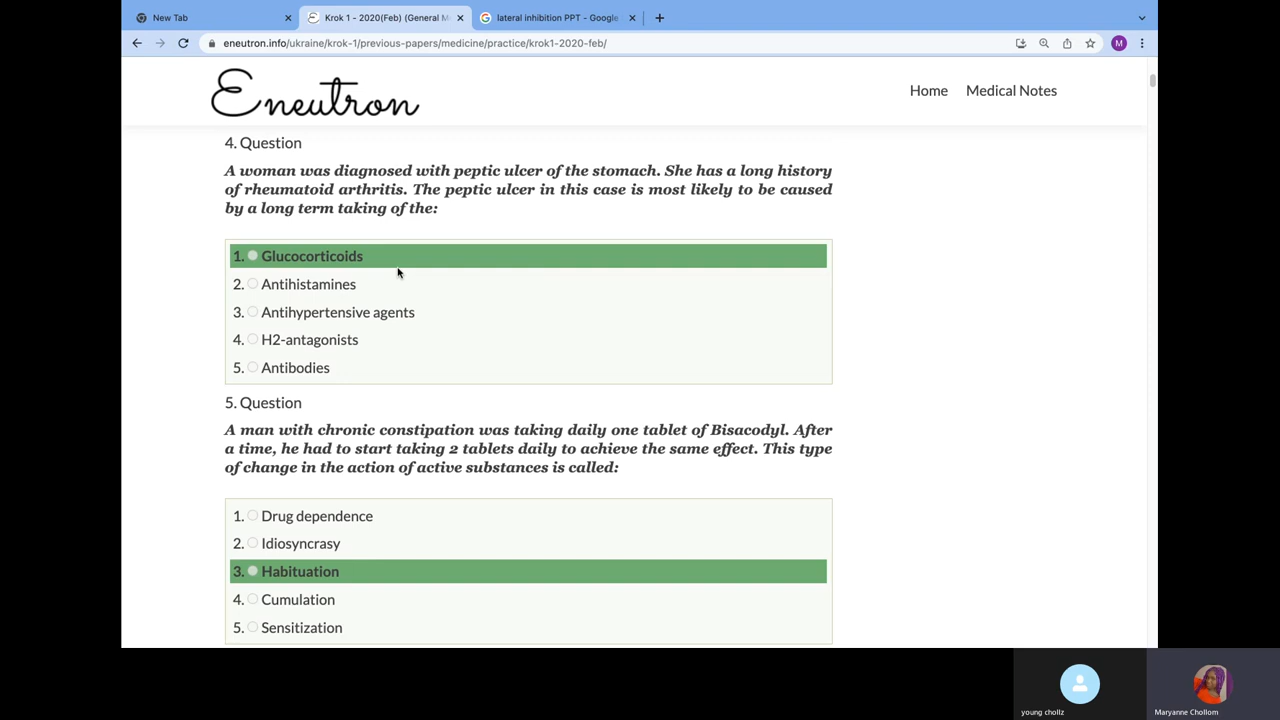 New Tab
Krok 1 - 2020(Feb) (General M
lateral inhibition PPT - Google
eneutron.info/ukraine/krok-1/previous-papers/medicine/practice/krok1-2020-feb/
M
Eneutron
Home
Medical Notes
4. Question
A woman was diagnosed with peptic ulcer of the stomach. She has a long history
of rheumatoid arthritis. The peptic ulcer in this case is most likely to be caused
by a long term taking of the:
1. Glucocorticoids
2. Antihistamines
3. Antihypertensive agents
4. H2-antagonists
5. Antibodies
5. Question
A man with chronic constipation was taking daily one tablet of Bisacodyl. After
a time, he had to start taking 2 tablets daily to achieve the same effect. This type
of change in the action of active substances is called:
1. Drug dependence
2. Idiosyncrasy
3. Habituation
4. Cumulation
5. Sensitization
young chollz
Maryanne Chollom